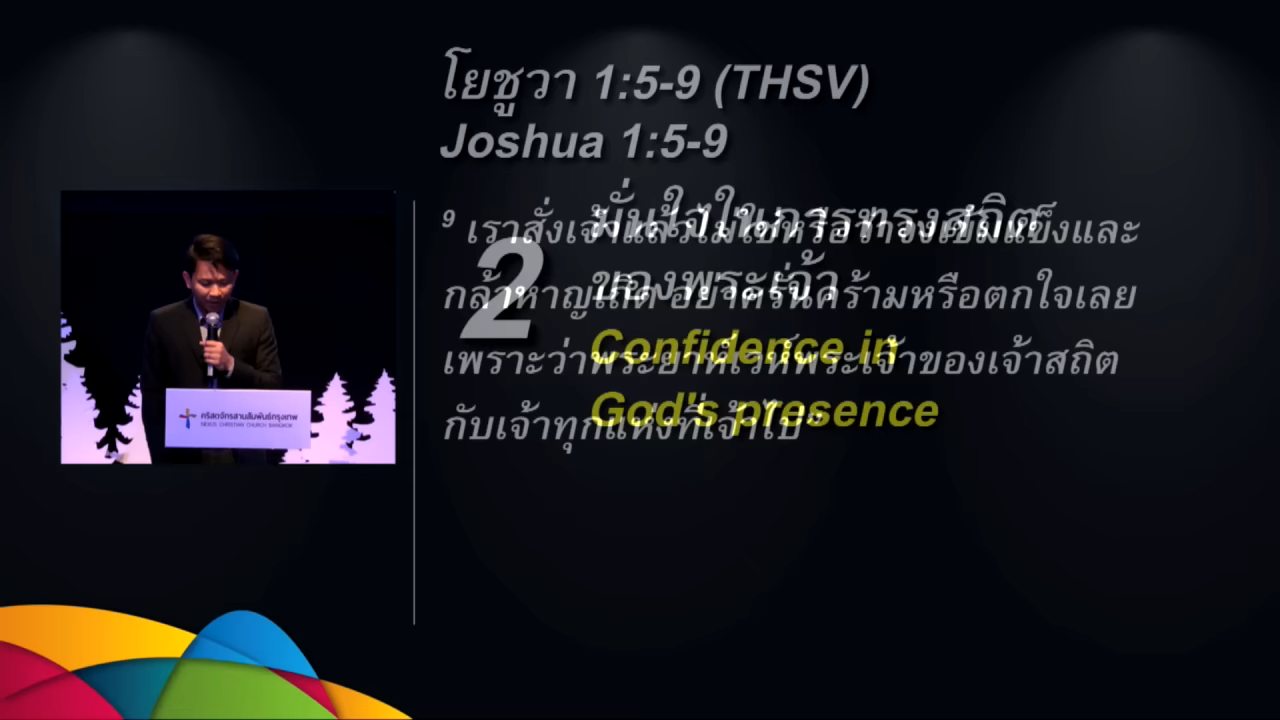 โยชูวา 1:5-9 (THSV)
Joshua 1:5-9
9 เราสั่งเจ้าแล้วไม่ใช่หรือว่าจงเข้มแข็งและ
กล้าหาญเถิด อย่าครั่นคร้ามหรือตกใจเลย
เพราะว่าพระยาห์เวห์พระเจ้าของเจ้าสถิต
กับเจ้าทุกแห่งที่เจ้าไป”
2
มั่นใจในการทรงสถิต
ของพระเจ้า
Confidence in
God's presence
คริสตจักรสานสัมพันธ์กรุงเทพ
NEXUS CHRISTIAN CHURCH BANGKOK